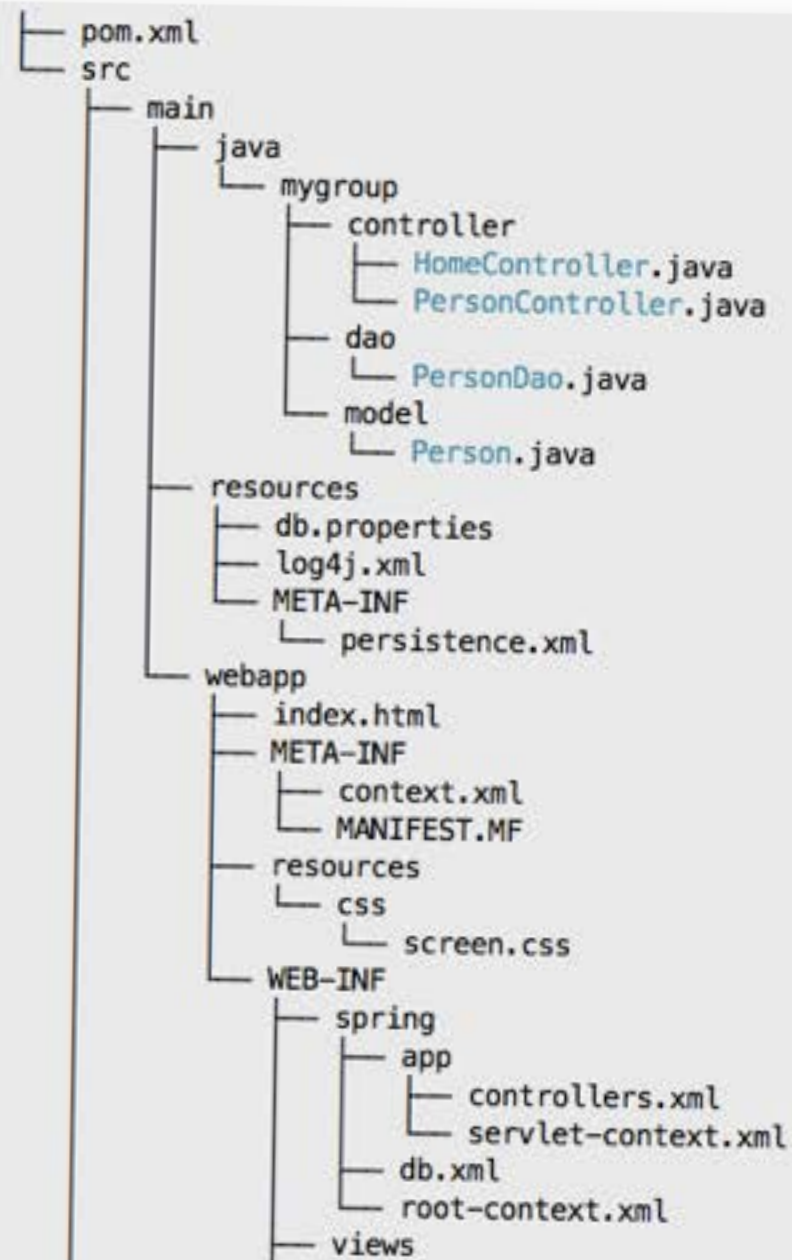 ├── pom.xml
└── src
    ├── main
    │   ├── java
    │   │   └── mygroup
    │   │       ├── controller
    │   │       │   ├── HomeController.java
    │   │       │   └── PersonController.java
    │   │       ├── dao
    │   │       │   └── PersonDao.java
    │   │       └── model
    │   │           └── Person.java
    │   ├── resources
    │   │   ├── db.properties
    │   │   ├── log4j.xml
    │   │   └── META-INF
    │   │       └── persistence.xml
    │   └── webapp
    │       ├── index.html
    │       ├── META-INF
    │       │   ├── context.xml
    │       │   └── MANIFEST.MF
    │       ├── resources
    │       │   └── css
    │       │       └── screen.css
    │       └── WEB-INF
    │           ├── spring
    │           │   ├── app
    │           │   │   ├── controllers.xml
    │           │   │   └── servlet-context.xml
    │           │   ├── db.xml
    │           │   └── root-context.xml
    │           ├── views